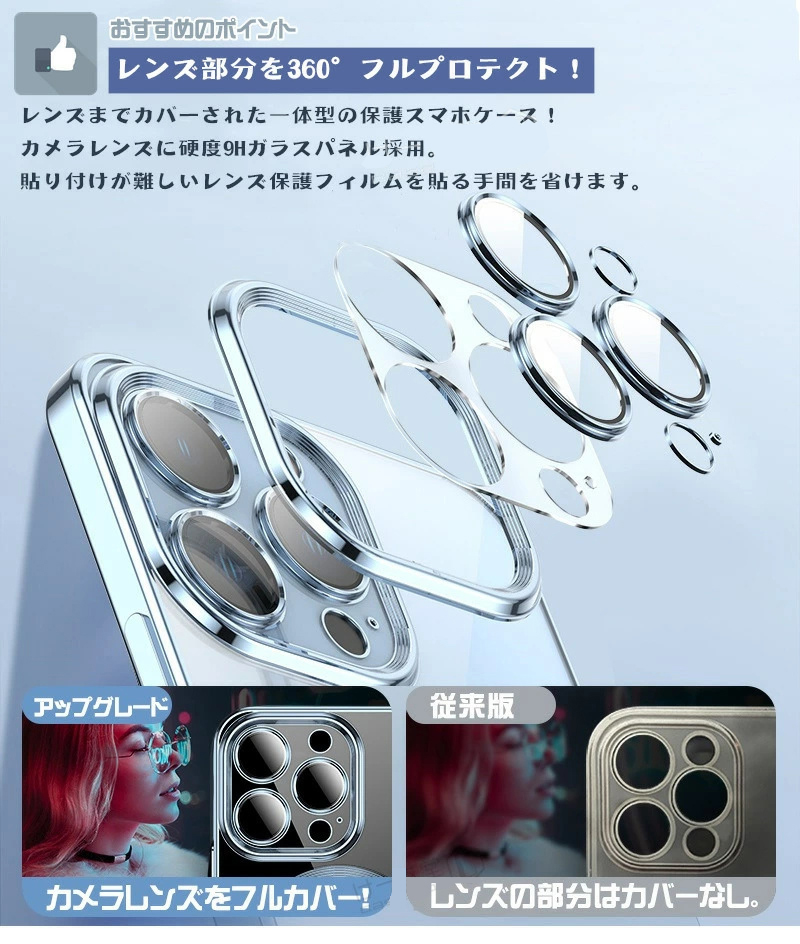 おすすめのポイント
レンズ部分を360°フルプロテクト！
レンズまでカバーされた一体型の保護スマホケース！
カメラレンズに硬度9Hガラスパネル採用。
貼り付けが難しいレンズ保護フィルムを貼る手間を省けます。
アップグレード
従来版
カメラレンズをフルカバー!
レンズの部分はカバーなし。